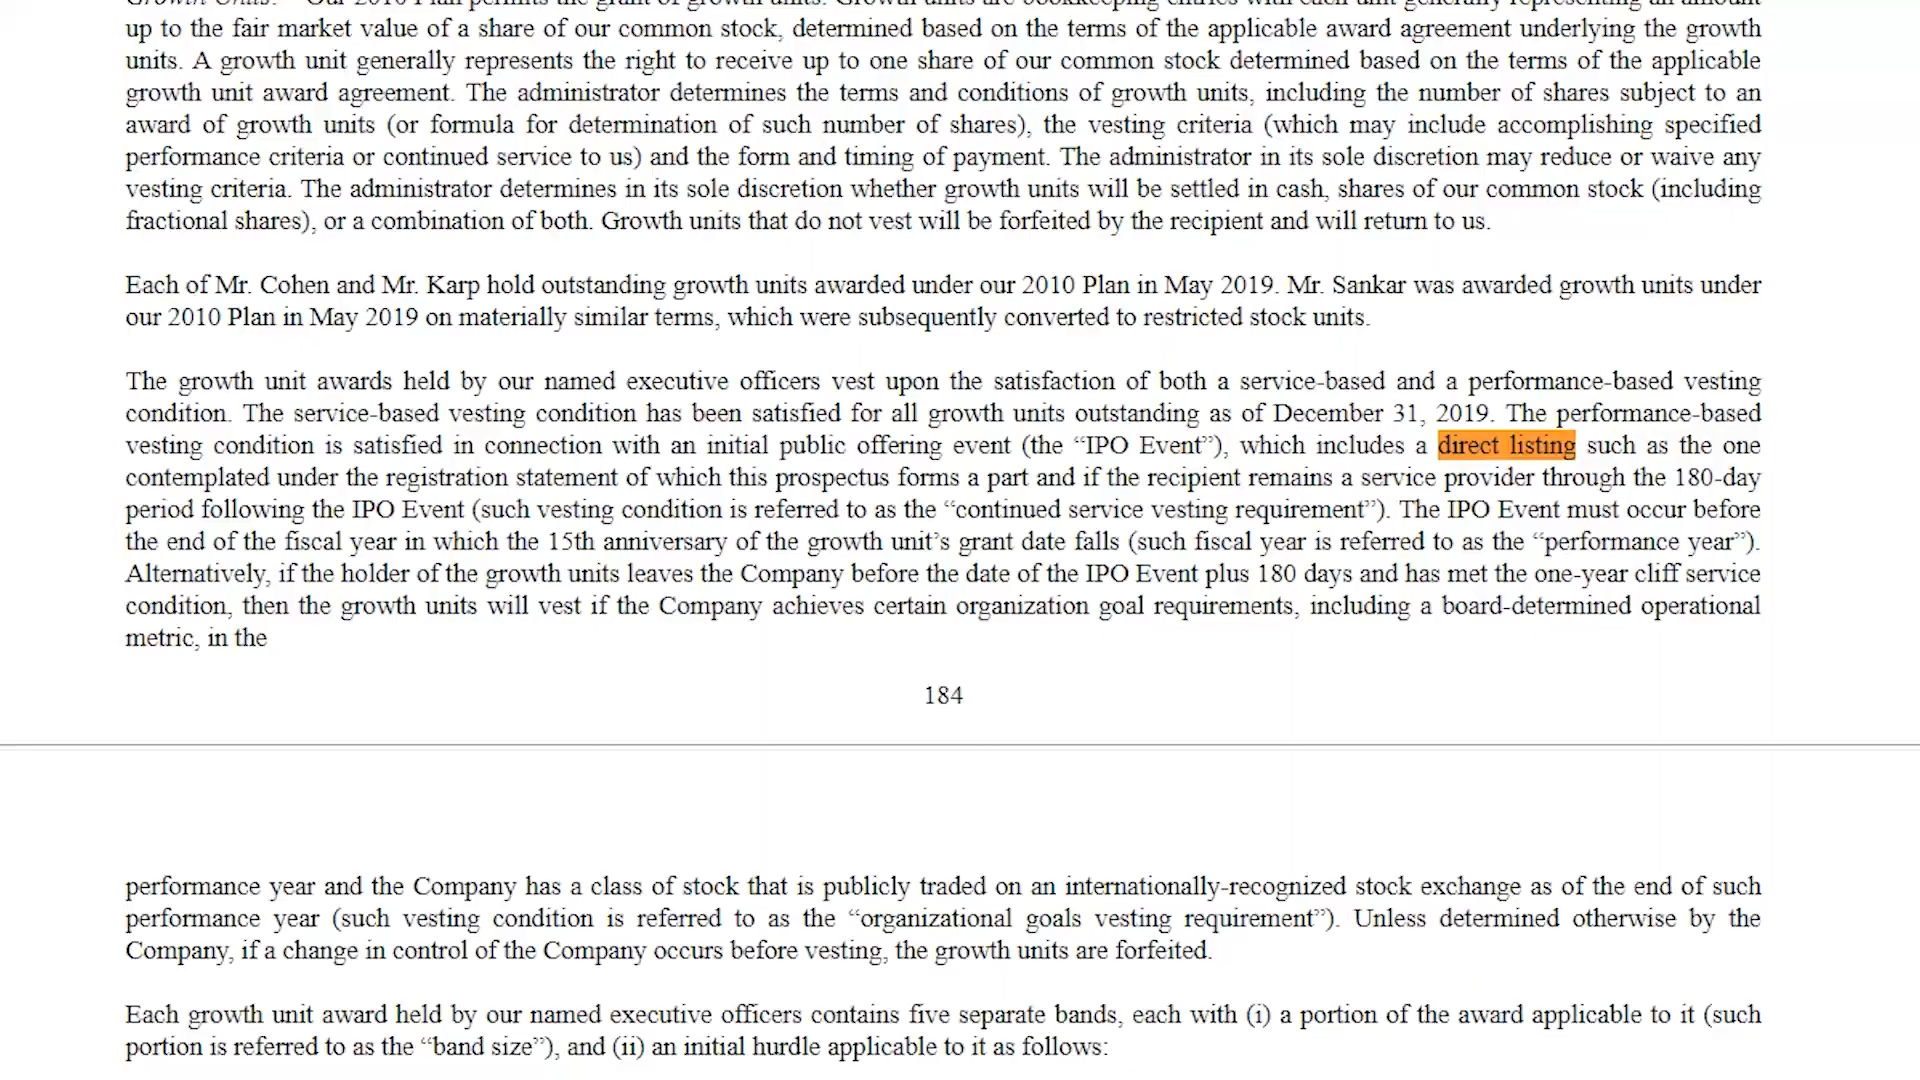 Growth Units. Our 2010 Plan permits the grant of growth units. Growth units are bookkeeping entries with each unit generally representing an amount
up to the fair market value of a share of our common stock, determined based on the terms of the applicable award agreement underlying the growth
units. A growth unit generally represents the right to receive up to one share of our common stock determined based on the terms of the applicable
growth unit award agreement. The administrator determines the terms and conditions of growth units, including the number of shares subject to an
award of growth units (or formula for determination of such number of shares), the vesting criteria (which may include accomplishing specified
performance criteria or continued service to us) and the form and timing of payment. The administrator in its sole discretion may reduce or waive any
vesting criteria. The administrator determines in its sole discretion whether growth units will be settled in cash, shares of our common stock (including
fractional shares), or a combination of both. Growth units that do not vest will be forfeited by the recipient and will return to us.
Each of Mr. Cohen and Mr. Karp hold outstanding growth units awarded under our 2010 Plan in May 2019. Mr. Sankar was awarded growth units under
our 2010 Plan in May 2019 on materially similar terms, which were subsequently converted to restricted stock units.
The growth unit awards held by our named executive officers vest upon the satisfaction of both a service-based and a performance-based vesting
condition. The service-based vesting condition has been satisfied for all growth units outstanding as of December 31, 2019. The performance-based
vesting condition is satisfied in connection with an initial public offering event (the “IPO Event”), which includes a direct listing such as the one
contemplated under the registration statement of which this prospectus forms a part and if the recipient remains a service provider through the 180-day
period following the IPO Event (such vesting condition is referred to as the “continued service vesting requirement”). The IPO Event must occur before
the end of the fiscal year in which the 15th anniversary of the growth unit’s grant date falls (such fiscal year is referred to as the “performance year”).
Alternatively, if the holder of the growth units leaves the Company before the date of the IPO Event plus 180 days and has met the one-year cliff service
condition, then the growth units will vest if the Company achieves certain organization goal requirements, including a board-determined operational
metric, in the
184
performance year and the Company has a class of stock that is publicly traded on an internationally-recognized stock exchange as of the end of such
performance year (such vesting condition is referred to as the “organizational goals vesting requirement”). Unless determined otherwise by the
Company, if a change in control of the Company occurs before vesting, the growth units are forfeited.
Each growth unit award held by our named executive officers contains five separate bands, each with (i) a portion of the award applicable to it (such
portion is referred to as the “band size”), and (ii) an initial hurdle applicable to it as follows: